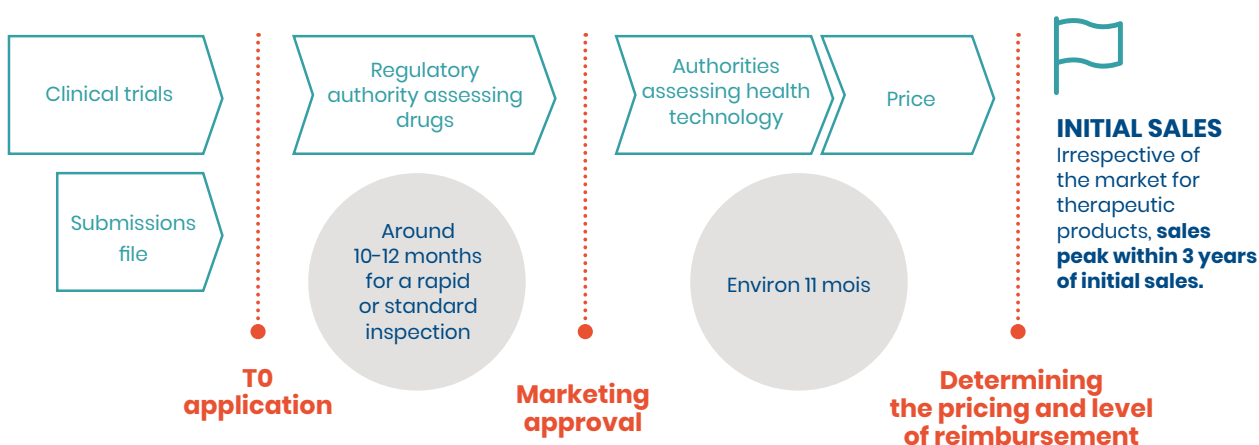 Clinical trials
Submissions
file
T0
application
Regulatory
authority assessing
drugs
Around
10-12 months
for a rapid
or standard
inspection
Marketing
approval
Authorities
assessing health
technology
Price
Environ 11 mois
Determining
the pricing and level
of reimbursement
INITIAL SALES
Irrespective of
the market for
therapeutic
products, sales
peak within 3 years
of initial sales.